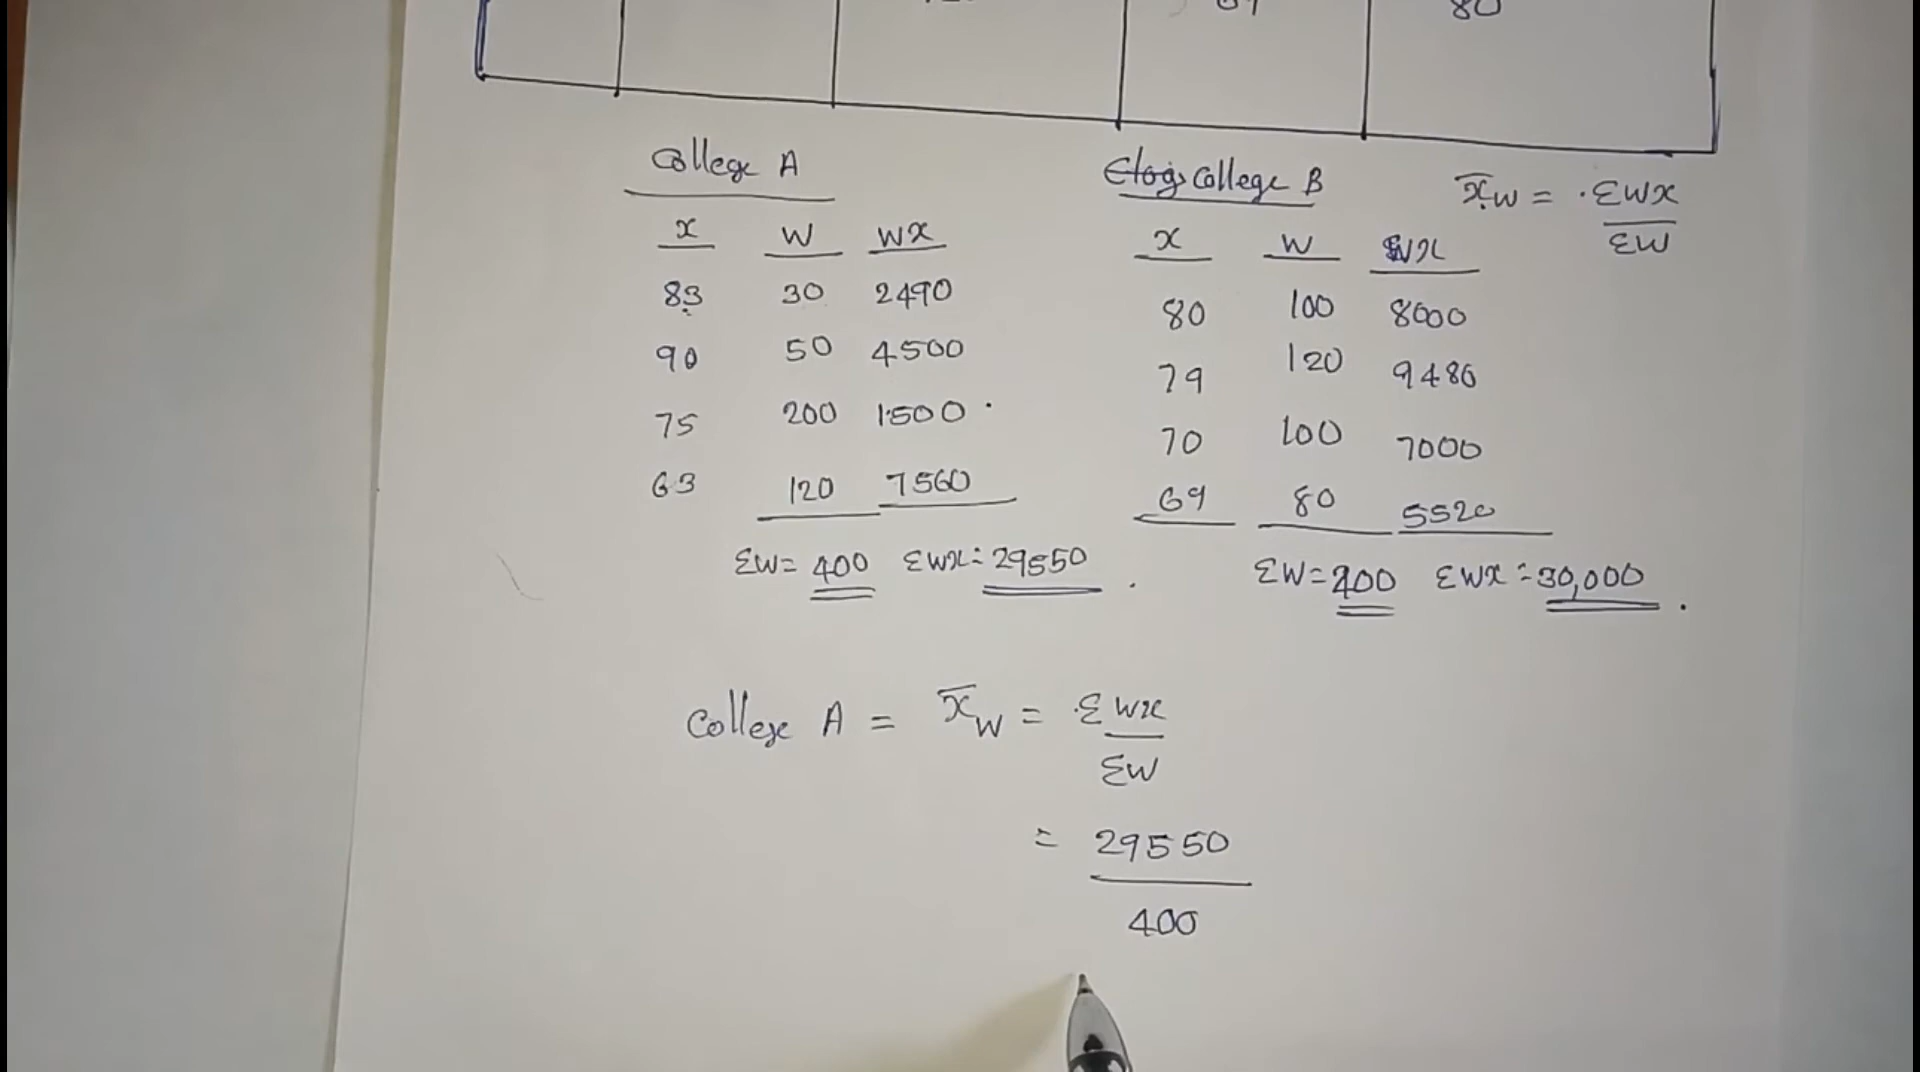 80
College A
College B
x̄w = Σwx
Σw
x w wx
83 30 2490
90 50 4500
75 200 1500
63 120 7560
Σw= 400 Σwx= 29550
x w wx
80 100 8000
79 120 9480
70 100 7000
69 80 5520
Σw=400 Σwx=30,000
College A = x̄w = Σwx
Σw
= 29550
400